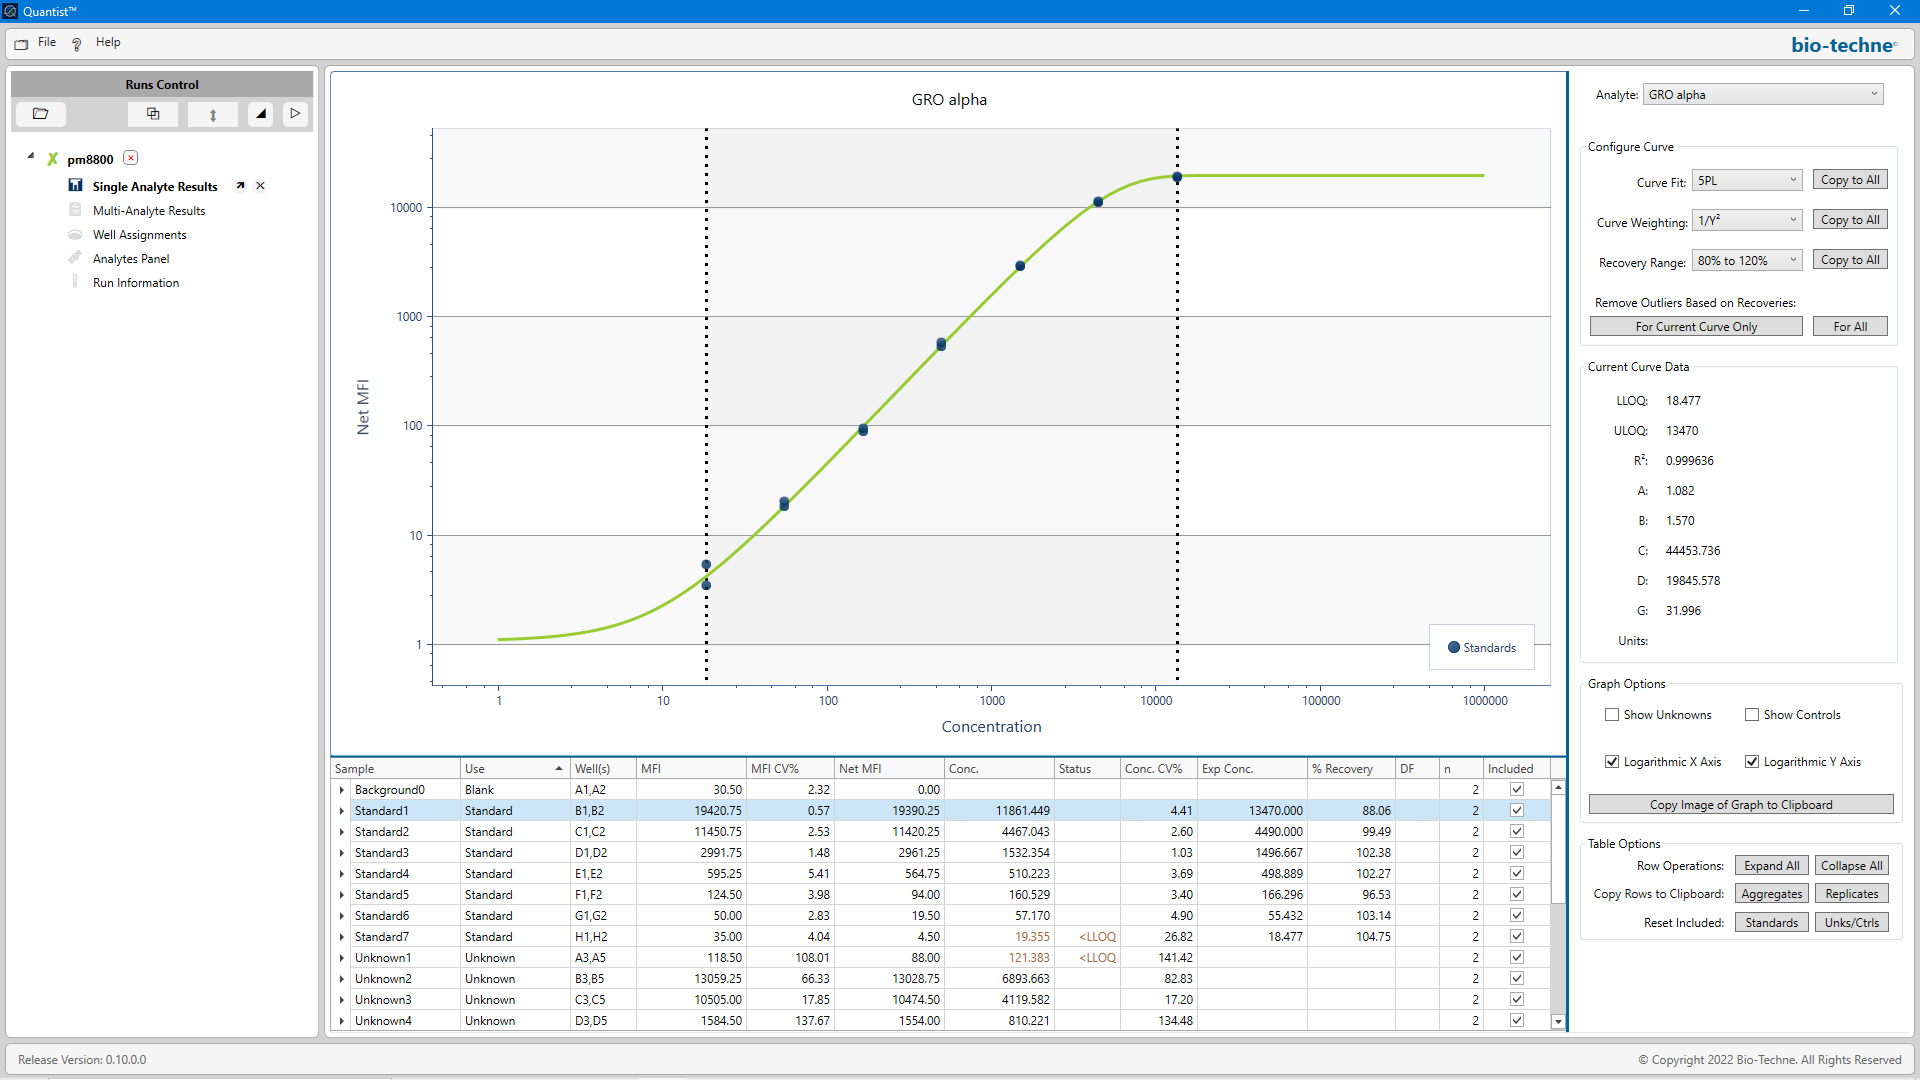 Quantist™
File Help
bio-techne
Runs Control
pm8800
Single Analyte Results
Multi-Analyte Results
Well Assignments
Analytes Panel
Run Information
GRO alpha
Net MFI
10000
1000
100
10
1
1 10 100 1000 10000 100000 1000000
Concentration
Standards
Sample Use Well(s) MFI MFI CV% Net MFI Conc. Status Conc. CV% Exp Conc. % Recovery DF n Included
Background0 Blank A1,A2 30.50 2.32 0.00 2
Standard1 Standard B1,B2 19420.75 0.57 19390.25 11861.449 4.41 13470.000 88.06 2
Standard2 Standard C1,C2 11450.75 2.53 11420.25 4467.043 2.60 4490.000 99.49 2
Standard3 Standard D1,D2 2991.75 1.48 2961.25 1532.354 1.03 1496.667 102.38 2
Standard4 Standard E1,E2 595.25 5.41 564.75 510.223 3.69 498.889 102.27 2
Standard5 Standard F1,F2 124.50 3.98 94.00 160.529 3.40 166.296 96.53 2
Standard6 Standard G1,G2 50.00 2.83 19.50 57.170 4.90 55.432 103.14 2
Standard7 Standard H1,H2 35.00 4.04 4.50 19.355 <LLOQ 26.82 18.477 104.75 2
Unknown1 Unknown A3,A5 118.50 108.01 88.00 121.383 <LLOQ 141.42 2
Unknown2 Unknown B3,B5 13059.25 66.33 13028.75 6893.663 82.83 2
Unknown3 Unknown C3,C5 10505.00 17.85 10474.50 4119.582 17.20 2
Unknown4 Unknown D3,D5 1584.50 137.67 1554.00 810.221 134.48 2
Analyte: GRO alpha
Configure Curve
Curve Fit: 5PL Copy to All
Curve Weighting: 1/Y² Copy to All
Recovery Range: 80% to 120% Copy to All
Remove Outliers Based on Recoveries:
For Current Curve Only For All
Current Curve Data
LLOQ: 18.477
ULOQ: 13470
R²: 0.999636
A: 1.082
B: 1.570
C: 44453.736
D: 19845.578
G: 31.996
Units:
Graph Options
Show Unknowns Show Controls
Logarithmic X Axis Logarithmic Y Axis
Copy Image of Graph to Clipboard
Table Options
Row Operations: Expand All Collapse All
Copy Rows to Clipboard: Aggregates Replicates
Reset Included: Standards Unks/Ctrls
Release Version: 0.10.0.0
© Copyright 2022 Bio-Techne. All Rights Reserved